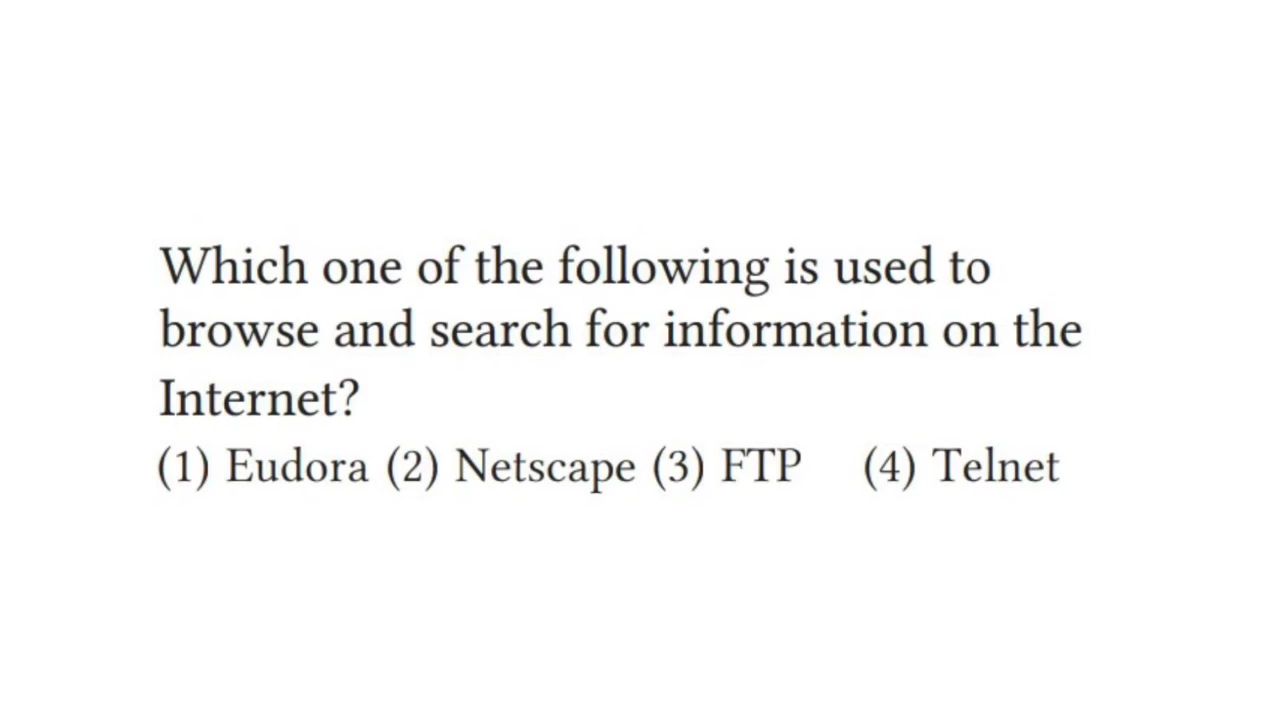 Which one of the following is used to
browse and search for information on the
Internet?
(1) Eudora (2) Netscape (3) FTP (4) Telnet